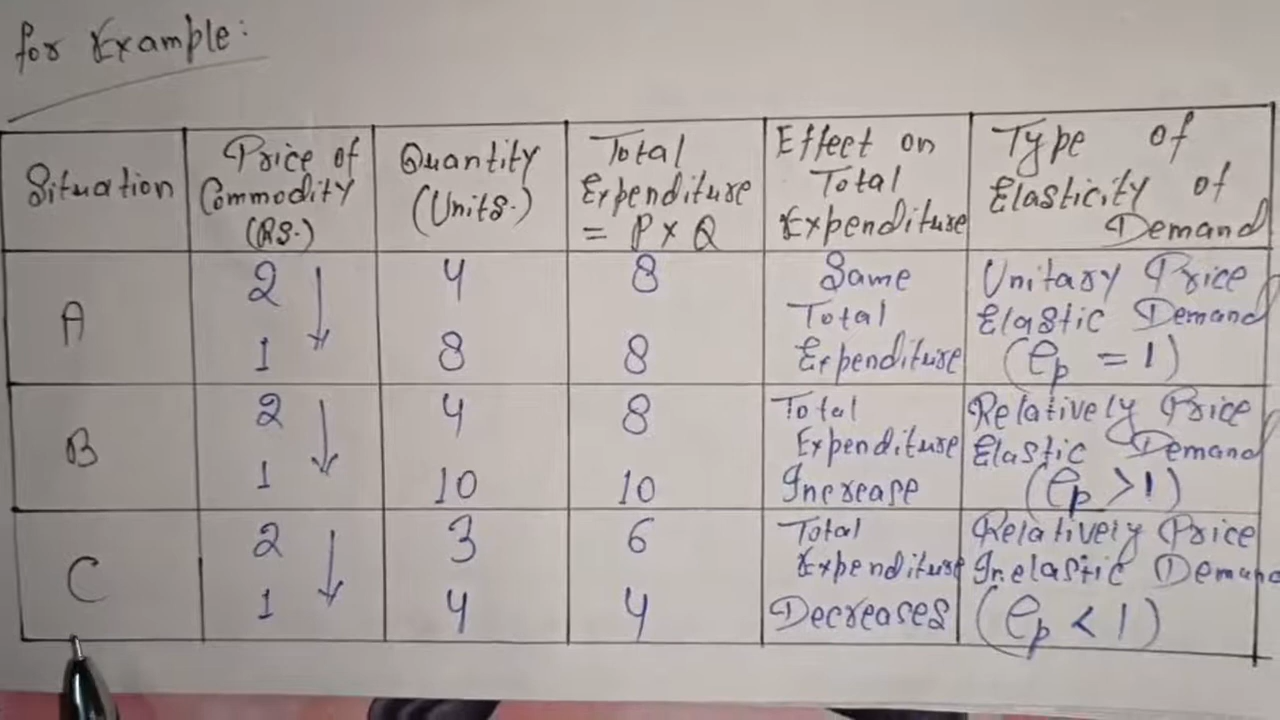 for Example:
Situation
Price of
Commodity
(RS.)
Quantity
(Units.)
Total
Expenditure
= P x Q
Effect on
Total
Expenditure
Type of
Elasticity of
Demand
A
2
1
4
8
8
8
Same
Total
Expenditure
Unitary Price
Elastic Demand
(ep = 1)
B
2
1
4
10
8
10
Total
Expenditure
Increase
Relatively Price
Elastic Demand
(ep >1)
C
2
1
3
4
6
4
Total
Expenditure
Decreases
Relatively Price
Inelastic Demand
(ep < 1)